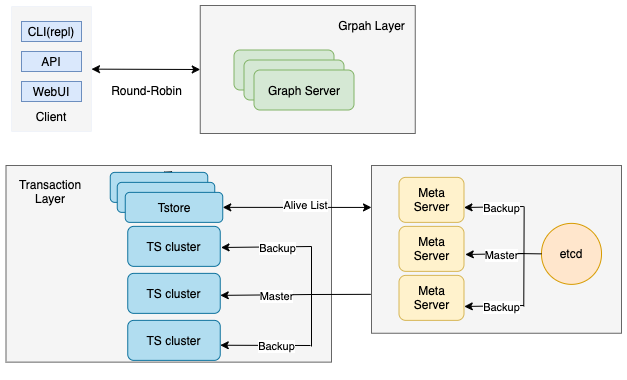 CLI(repl)
API
WebUI
Client
Round-Robin
Grpah Layer
Graph Server
Transaction
Layer
Tstore
TS cluster
TS cluster
TS cluster
Alive List
Backup
Master
Backup
Meta
Server
Meta
Server
Meta
Server
Backup
Master
Backup
etcd